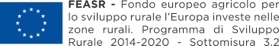 FEASR - Fondo europeo agricolo per
lo sviluppo rurale l'Europa investe nelle
zone rurali. Programma di Sviluppo
Rurale 2014-2020 - Sottomisura 3.2